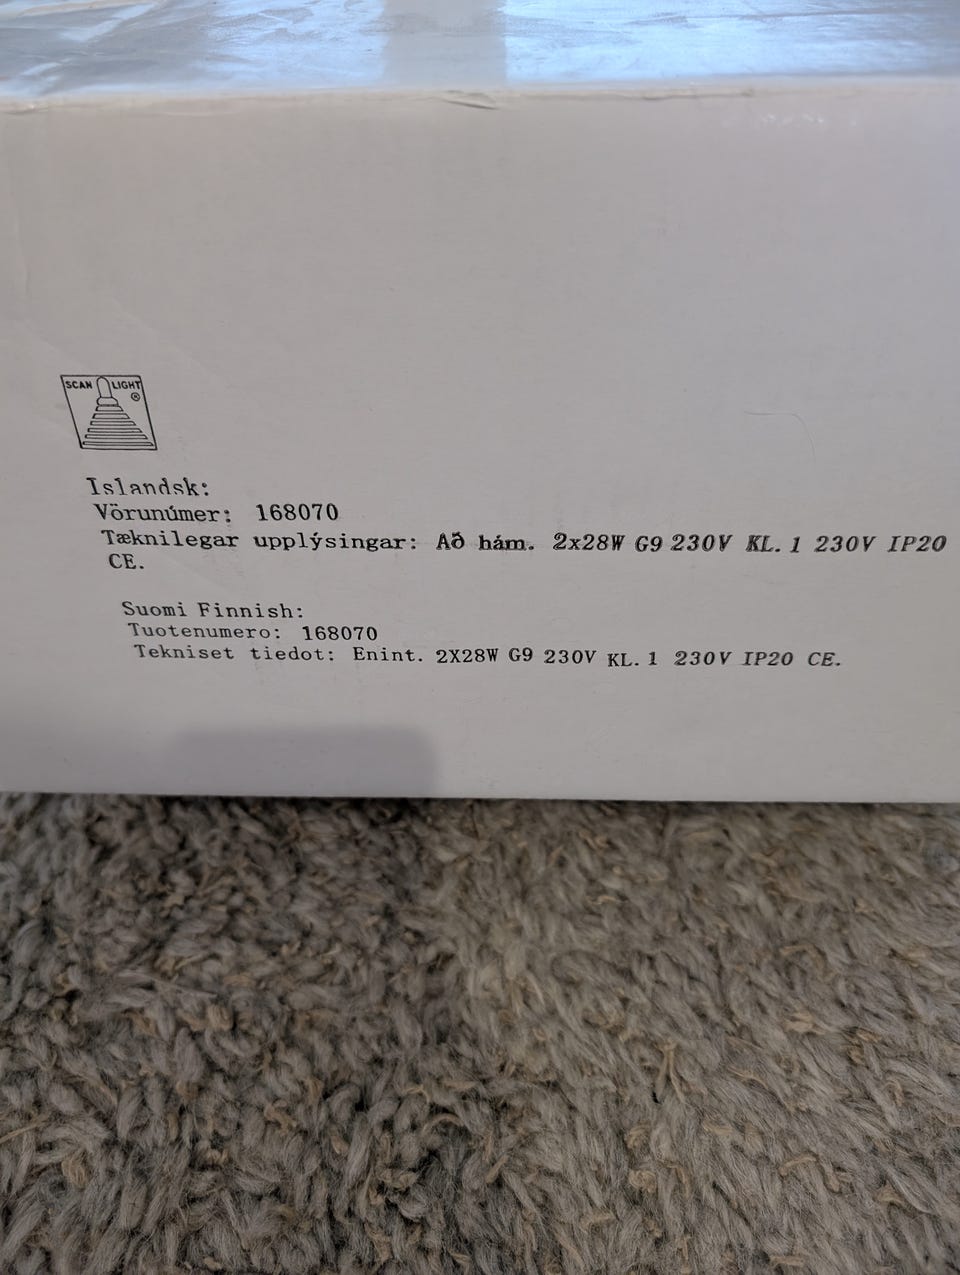 SCAN LIGHT ®
Islandsk:
Vörunúmer: 168070
Tæknilegar upplýsingar: Að hám. 2x28W G9 230V KL. 1 230V IP20
CE.
Suomi Finnish:
Tuotenumero: 168070
Tekniset tiedot: Enint. 2X28W G9 230V KL. 1 230V IP20 CE.